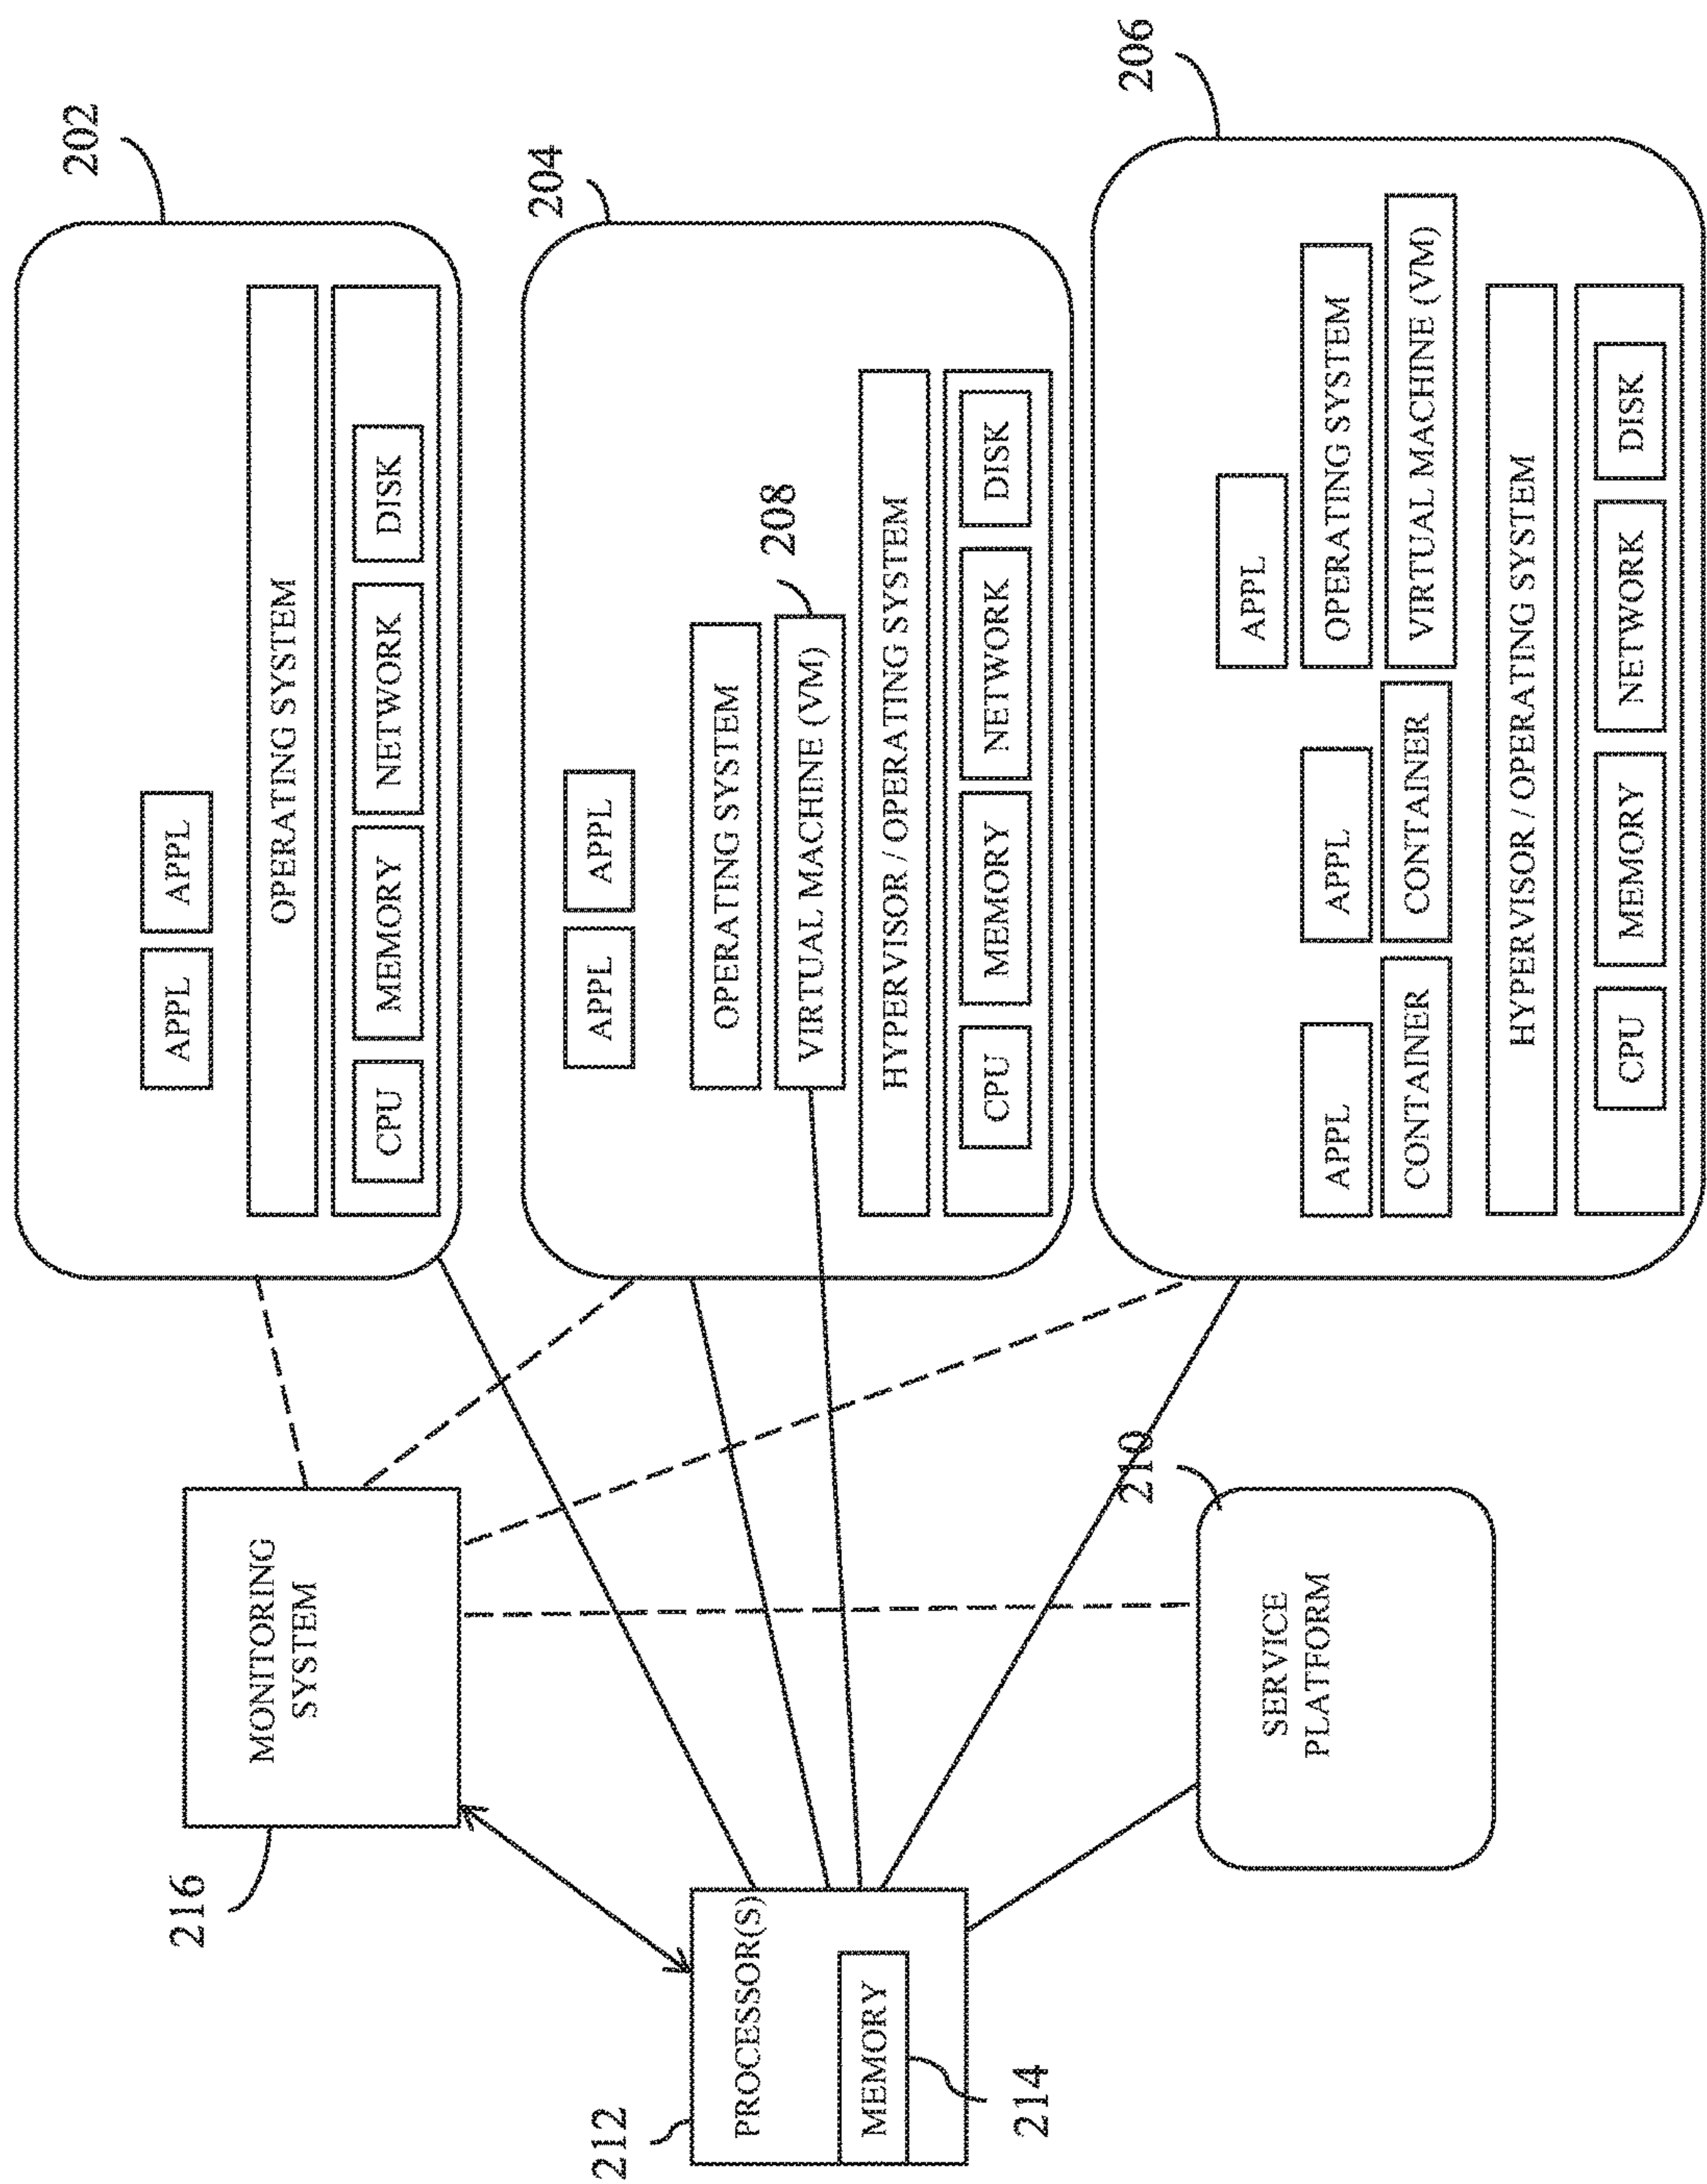 202
APPL
APPL
OPERATING SYSTEM
CPU
MEMORY
NETWORK
DISK
204
APPL
APPL
OPERATING SYSTEM
VIRTUAL MACHINE (VM)
208
HYPERVISOR / OPERATING SYSTEM
CPU
MEMORY
NETWORK
DISK
206
APPL
APPL
APPL
OPERATING SYSTEM
CONTAINER
CONTAINER
VIRTUAL MACHINE (VM)
HYPERVISOR / OPERATING SYSTEM
CPU
MEMORY
NETWORK
DISK
216
MONITORING
SYSTEM
212
PROCESSOR(S)
MEMORY
214
210
SERVICE
PLATFORM